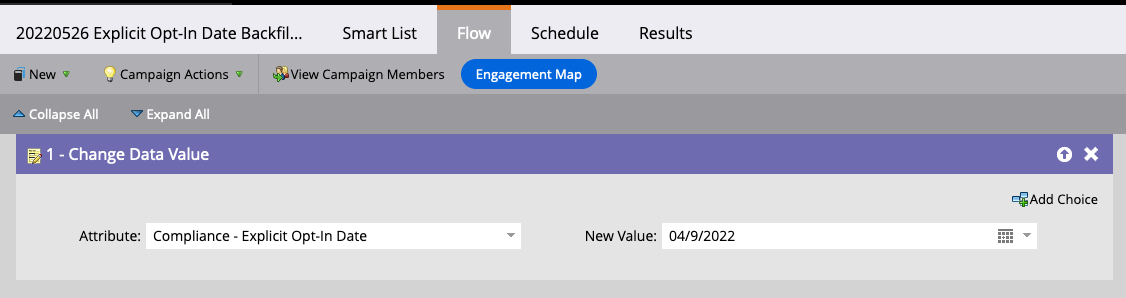 20220526 Explicit Opt-In Date Backfil... Smart List Flow Schedule Results
New Campaign Actions View Campaign Members Engagement Map
Collapse All Expand All
1 - Change Data Value
Add Choice
Attribute: Compliance - Explicit Opt-In Date New Value: 04/9/2022